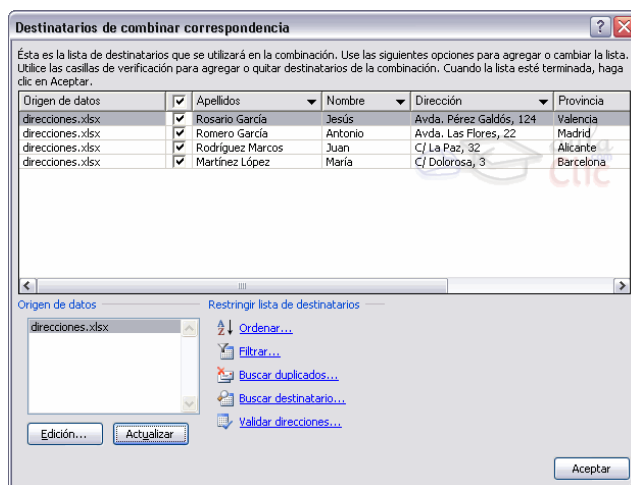 Destinatarios de combinar correspondencia
Ésta es la lista de destinatarios que se utilizará en la combinación. Use las siguientes opciones para agregar o cambiar la lista.
Utilice las casillas de verificación para agregar o quitar destinatarios de la combinación. Cuando la lista esté terminada, haga
clic en Aceptar.
Origen de datos Apellidos Nombre Dirección Provincia
direcciones.xlsx Rosario García Jesús Avda. Pérez Galdós, 124 Valencia
direcciones.xlsx Romero García Antonio Avda. Las Flores, 22 Madrid
direcciones.xlsx Rodríguez Marcos Juan C/ La Paz, 32 Alicante
direcciones.xlsx Martínez López María C/ Dolorosa, 3 Barcelona
aula
Clic
Origen de datos Restringir lista de destinatarios
direcciones.xlsx
Ordenar...
Filtrar...
Buscar duplicados...
Buscar destinatario...
Validar direcciones...
Edición... Actualizar
Aceptar